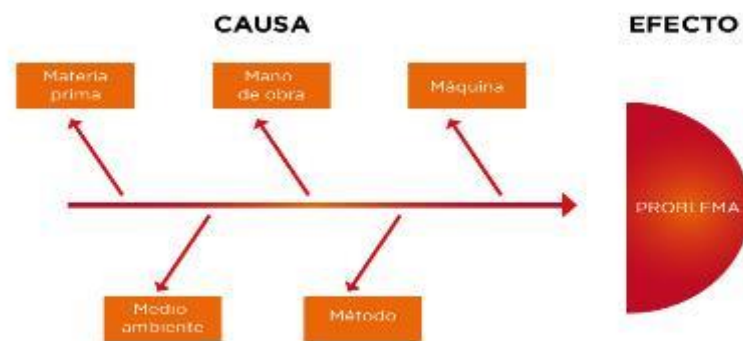 CAUSA
EFECTO
Materia
prima
Mano
de obra
Máquina
PROBLEMA
Medio
ambiente
Método